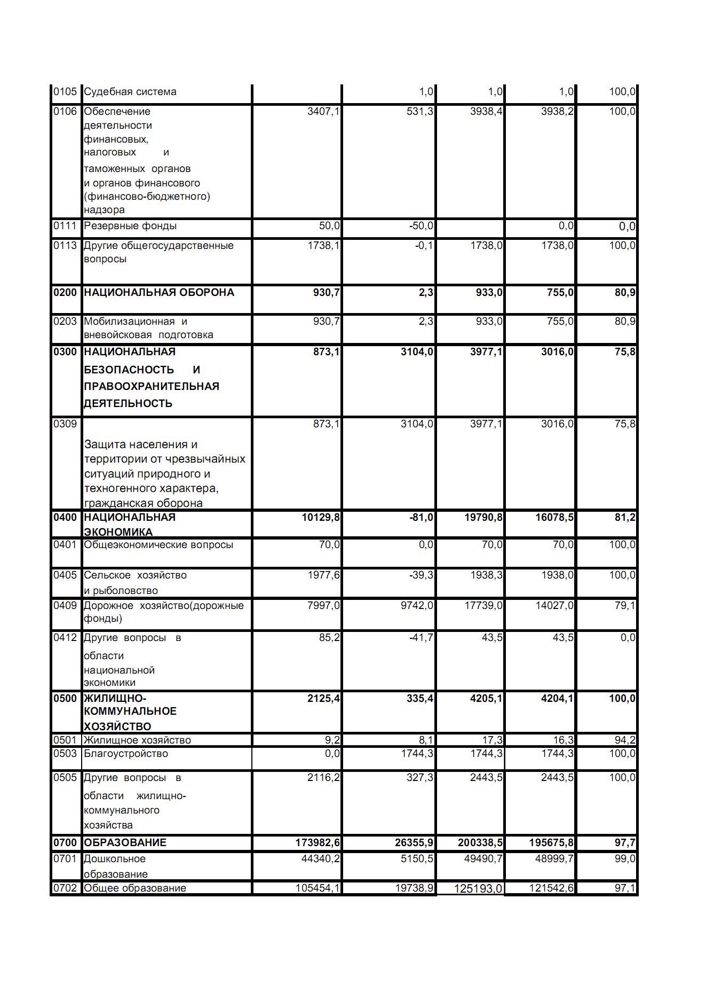 0105 Судебная система 1,0 1,0 1,0 100,0
0106 Обеспечение 3407,1 531,3 3938,4 3938,2 100,0
деятельности
финансовых,
налоговых и
таможенных органов
и органов финансового
(финансово-бюджетного)
надзора
0111 Резервные фонды 50,0 -50,0 0,0 0,0
0113 Другие общегосударственные 1738,1 -0,1 1738,0 1738,0 100,0
вопросы
0200 НАЦИОНАЛЬНАЯ ОБОРОНА 930,7 2,3 933,0 755,0 80,9
0203 Мобилизационная и 930,7 2,3 933,0 755,0 80,9
вневойсковая подготовка
0300 НАЦИОНАЛЬНАЯ 873,1 3104,0 3977,1 3016,0 75,8
БЕЗОПАСНОСТЬ И
ПРАВООХРАНИТЕЛЬНАЯ
ДЕЯТЕЛЬНОСТЬ
0309 873,1 3104,0 3977,1 3016,0 75,8
Защита населения и
территории от чрезвычайных
ситуаций природного и
техногенного характера,
гражданская оборона
0400 НАЦИОНАЛЬНАЯ 10129,8 -81,0 19790,8 16078,5 81,2
ЭКОНОМИКА
0401 Общеэкономические вопросы 70,0 0,0 70,0 70,0 100,0
0405 Сельское хозяйство 1977,6 -39,3 1938,3 1938,0 100,0
и рыболовство
0409 Дорожное хозяйство(дорожные 7997,0 9742,0 17739,0 14027,0 79,1
фонды)
0412 Другие вопросы в 85,2 -41,7 43,5 43,5 0,0
области
национальной
экономики
0500 ЖИЛИЩНО- 2125,4 335,4 4205,1 4204,1 100,0
КОММУНАЛЬНОЕ
ХОЗЯЙСТВО
0501 Жилищное хозяйство 9,2 8,1 17,3 16,3 94,2
0503 Благоустройство 0,0 1744,3 1744,3 1744,3 100,0
0505 Другие вопросы в 2116,2 327,3 2443,5 2443,5 100,0
области жилищно-
коммунального
хозяйства
0700 ОБРАЗОВАНИЕ 173982,6 26355,9 200338,5 195675,8 97,7
0701 Дошкольное 44340,2 5150,5 49490,7 48999,7 99,0
образование
0702 Общее образование 105454,1 19738,9 125193,0 121542,6 97,1